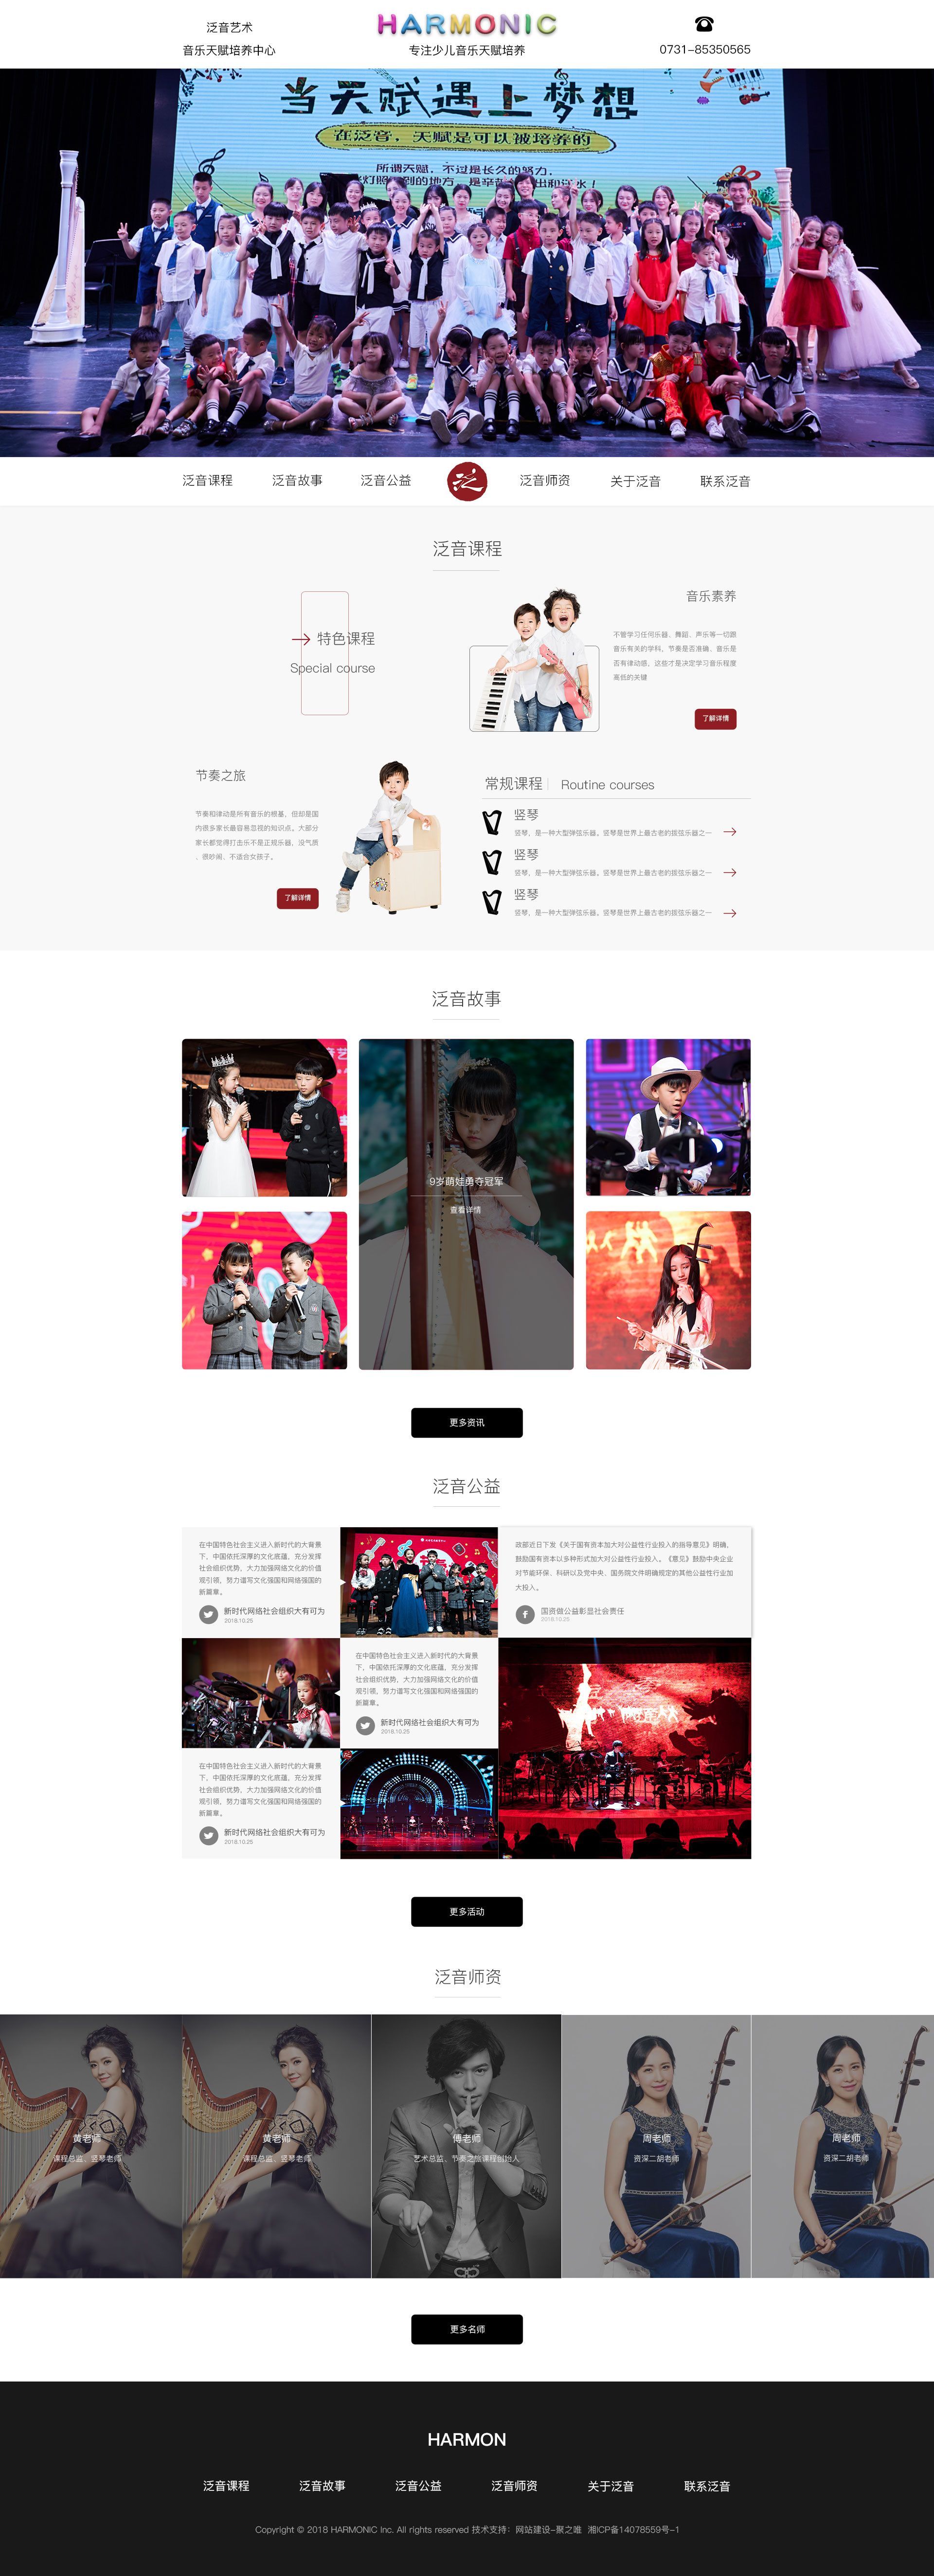 泛音艺术
音乐天赋培养中心
HARMONIC
专注少儿音乐天赋培养
0731-85350565
当天赋遇上梦想
在泛音，天赋是可以被培养的
所谓天赋，不过是长久的努力，
泛音课程
泛音故事
泛音公益
泛
泛音师资
关于泛音
联系泛音
泛音课程
特色课程
Special course
音乐素养
不管学习任何乐器、舞蹈、声乐等一切跟
音乐有关的学科，节奏是否准确、音乐是
否有律动感，这些才是决定学习音乐程度
高低的关键
了解详情
节奏之旅
节奏和律动是所有音乐的根基，但却是国
内很多家长最容易忽视的知识点。大部分
家长都觉得打击乐不是正规乐器，没气质
、很吵闹、不适合女孩子。
了解详情
常规课程
Routine courses
竖琴
竖琴，是一种大型弹弦乐器。竖琴是世界上最古老的拨弦乐器之一
竖琴
竖琴，是一种大型弹弦乐器。竖琴是世界上最古老的拨弦乐器之一
竖琴
竖琴，是一种大型弹弦乐器。竖琴是世界上最古老的拨弦乐器之一
泛音故事
9岁萌娃勇夺冠军
查看详情
更多资讯
泛音公益
在中国特色社会主义进入新时代的大背景
下，中国依托深厚的文化底蕴，充分发挥
社会组织优势，大力加强网络文化的价值
观引领，努力谱写文化强国和网络强国的
新篇章。
新时代网络社会组织大有可为
2018.10.25
政部近日下发《关于国有资本加大对公益性行业投入的指导意见》明确，
鼓励国有资本以多种形式加大对公益性行业投入。《意见》鼓励中央企业
对节能环保、科研以及党中央、国务院文件明确规定的其他公益性行业加
大投入。
国资做公益彰显社会责任
2018.10.25
在中国特色社会主义进入新时代的大背景
下，中国依托深厚的文化底蕴，充分发挥
社会组织优势，大力加强网络文化的价值
观引领，努力谱写文化强国和网络强国的
新篇章。
新时代网络社会组织大有可为
2018.10.25
在中国特色社会主义进入新时代的大背景
下，中国依托深厚的文化底蕴，充分发挥
社会组织优势，大力加强网络文化的价值
观引领，努力谱写文化强国和网络强国的
新篇章。
新时代网络社会组织大有可为
2018.10.25
更多活动
泛音师资
黄老师
课程总监、竖琴老师
黄老师
课程总监、竖琴老师
傅老师
艺术总监、节奏之旅课程创始人
周老师
资深二胡老师
周老师
资深二胡老师
更多名师
HARMON
泛音课程
泛音故事
泛音公益
泛音师资
关于泛音
联系泛音
Copyright © 2018 HARMONIC Inc. All rights reserved 技术支持：网站建设-聚之唯 湘ICP备14078559号-1